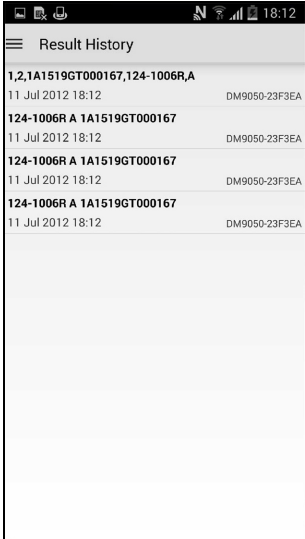 18:12
Result History
1,2,1A1519GT000167,124-1006R,A
11 Jul 2012 18:12 DM9050-23F3EA
124-1006R A 1A1519GT000167
11 Jul 2012 18:12 DM9050-23F3EA
124-1006R A 1A1519GT000167
11 Jul 2012 18:12 DM9050-23F3EA
124-1006R A 1A1519GT000167
11 Jul 2012 18:12 DM9050-23F3EA